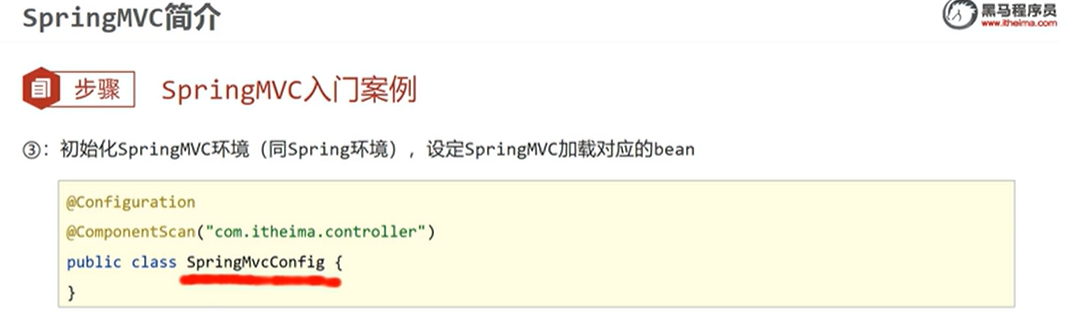 SpringMVC简介
黑马程序员
www.itheima.com
步骤
SpringMVC入门案例
③：初始化SpringMVC环境（同Spring环境），设定SpringMVC加载对应的bean
@Configuration
@ComponentScan("com.itheima.controller")
public class SpringMvcConfig {
}